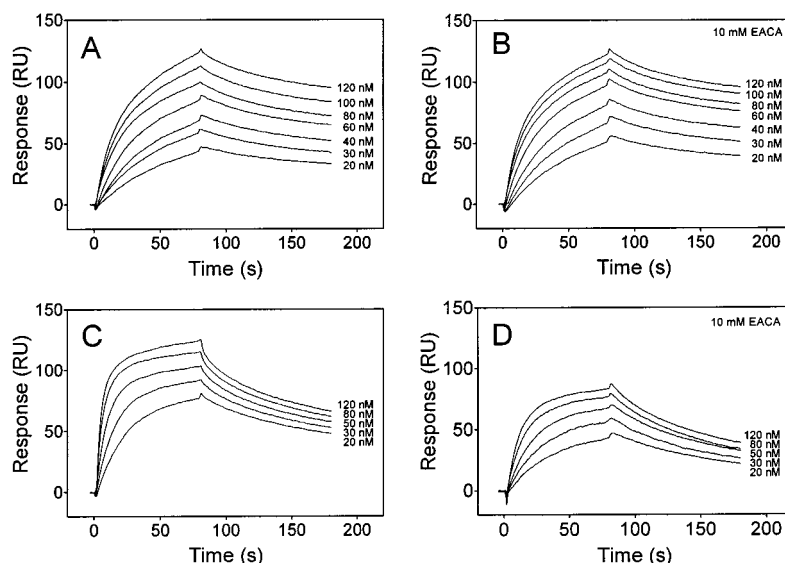 A
150
100
50
0
Response (RU)
120 nM
100 nM
80 nM
60 nM
40 nM
30 nM
20 nM
0 50 100 150 200
Time (s)
B
10 mM EACA
150
100
50
0
Response (RU)
120 nM
100 nM
80 nM
60 nM
40 nM
30 nM
20 nM
0 50 100 150 200
Time (s)
C
150
100
50
0
Response (RU)
120 nM
80 nM
50 nM
30 nM
20 nM
0 50 100 150 200
Time (s)
D
10 mM EACA
150
100
50
0
Response (RU)
120 nM
80 nM
50 nM
30 nM
20 nM
0 50 100 150 200
Time (s)